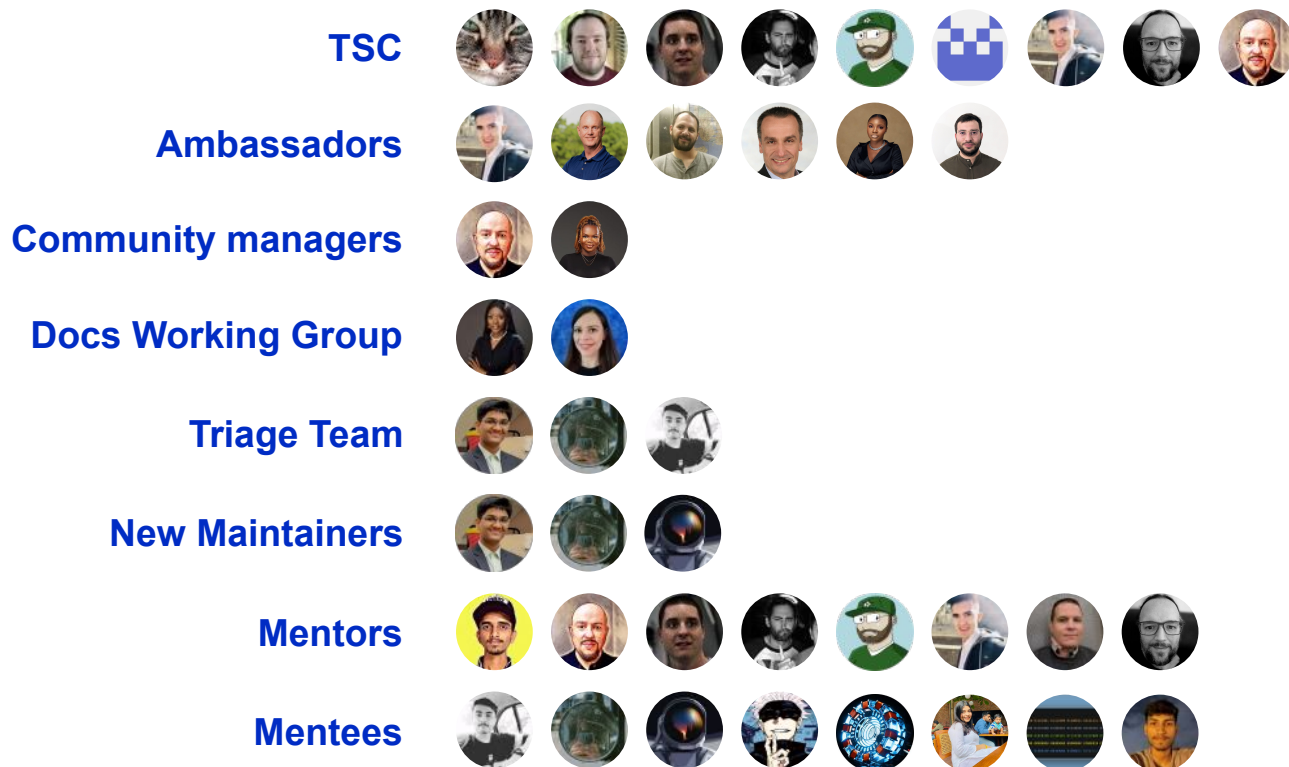 TSC
Ambassadors
Community managers
Docs Working Group
Triage Team
New Maintainers
Mentors
Mentees